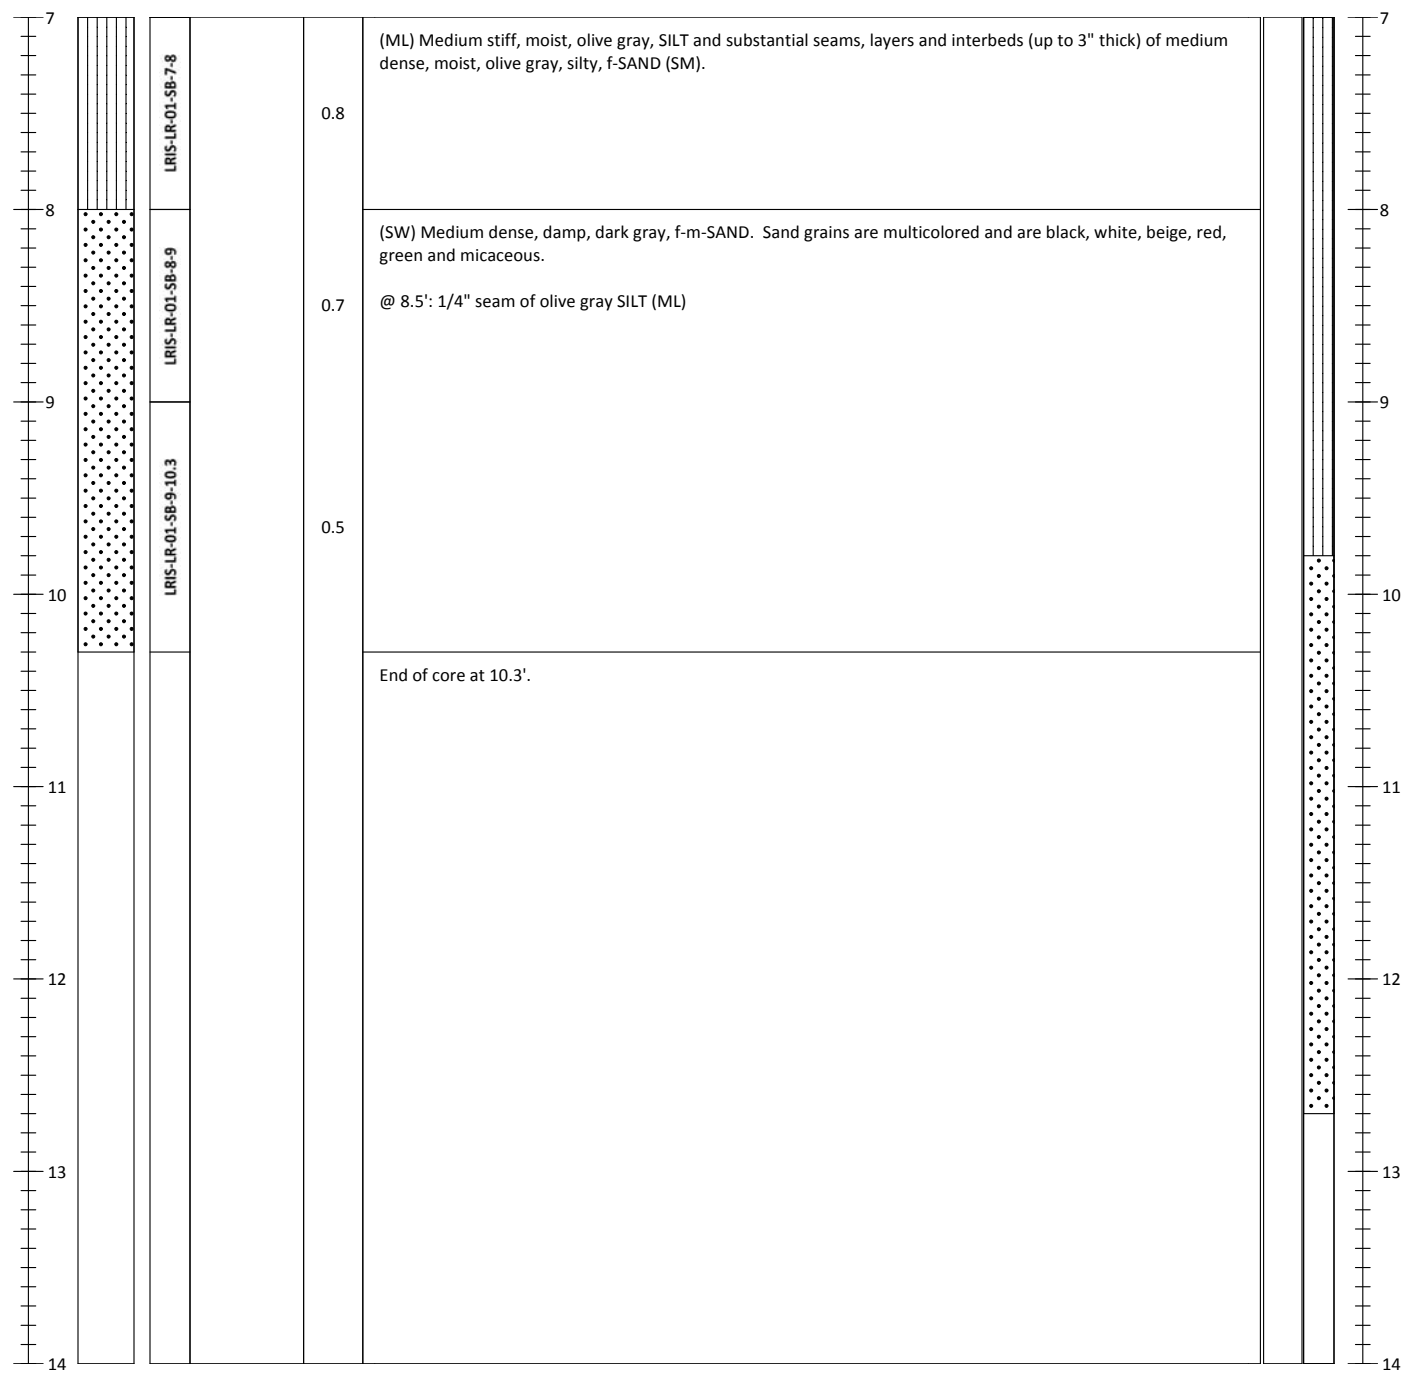 7
7
(ML) Medium stiff, moist, olive gray, SILT and substantial seams, layers and interbeds (up to 3" thick) of medium
dense, moist, olive gray, silty, f-SAND (SM).
LRIS-LR-01-SB-7-8
0.8
8
8
(SW) Medium dense, damp, dark gray, f-m-SAND.  Sand grains are multicolored and are black, white, beige, red,
green and micaceous.
LRIS-LR-01-SB-8-9
0.7
@ 8.5': 1/4" seam of olive gray SILT (ML)
9
9
LRIS-LR-01-SB-9-10.3
0.5
10
10
End of core at 10.3'.
11
11
12
12
13
13
14
14